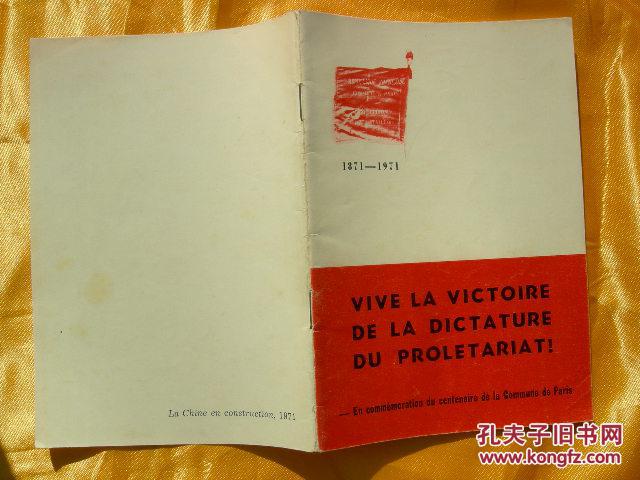 1871—1971
VIVE LA VICTOIRE
DE LA DICTATURE
DU PROLETARIAT!
— En commémoration du centenaire de la Commune de Paris
La Chine en construction, 1971
孔夫子旧书网
www.kongfz.com